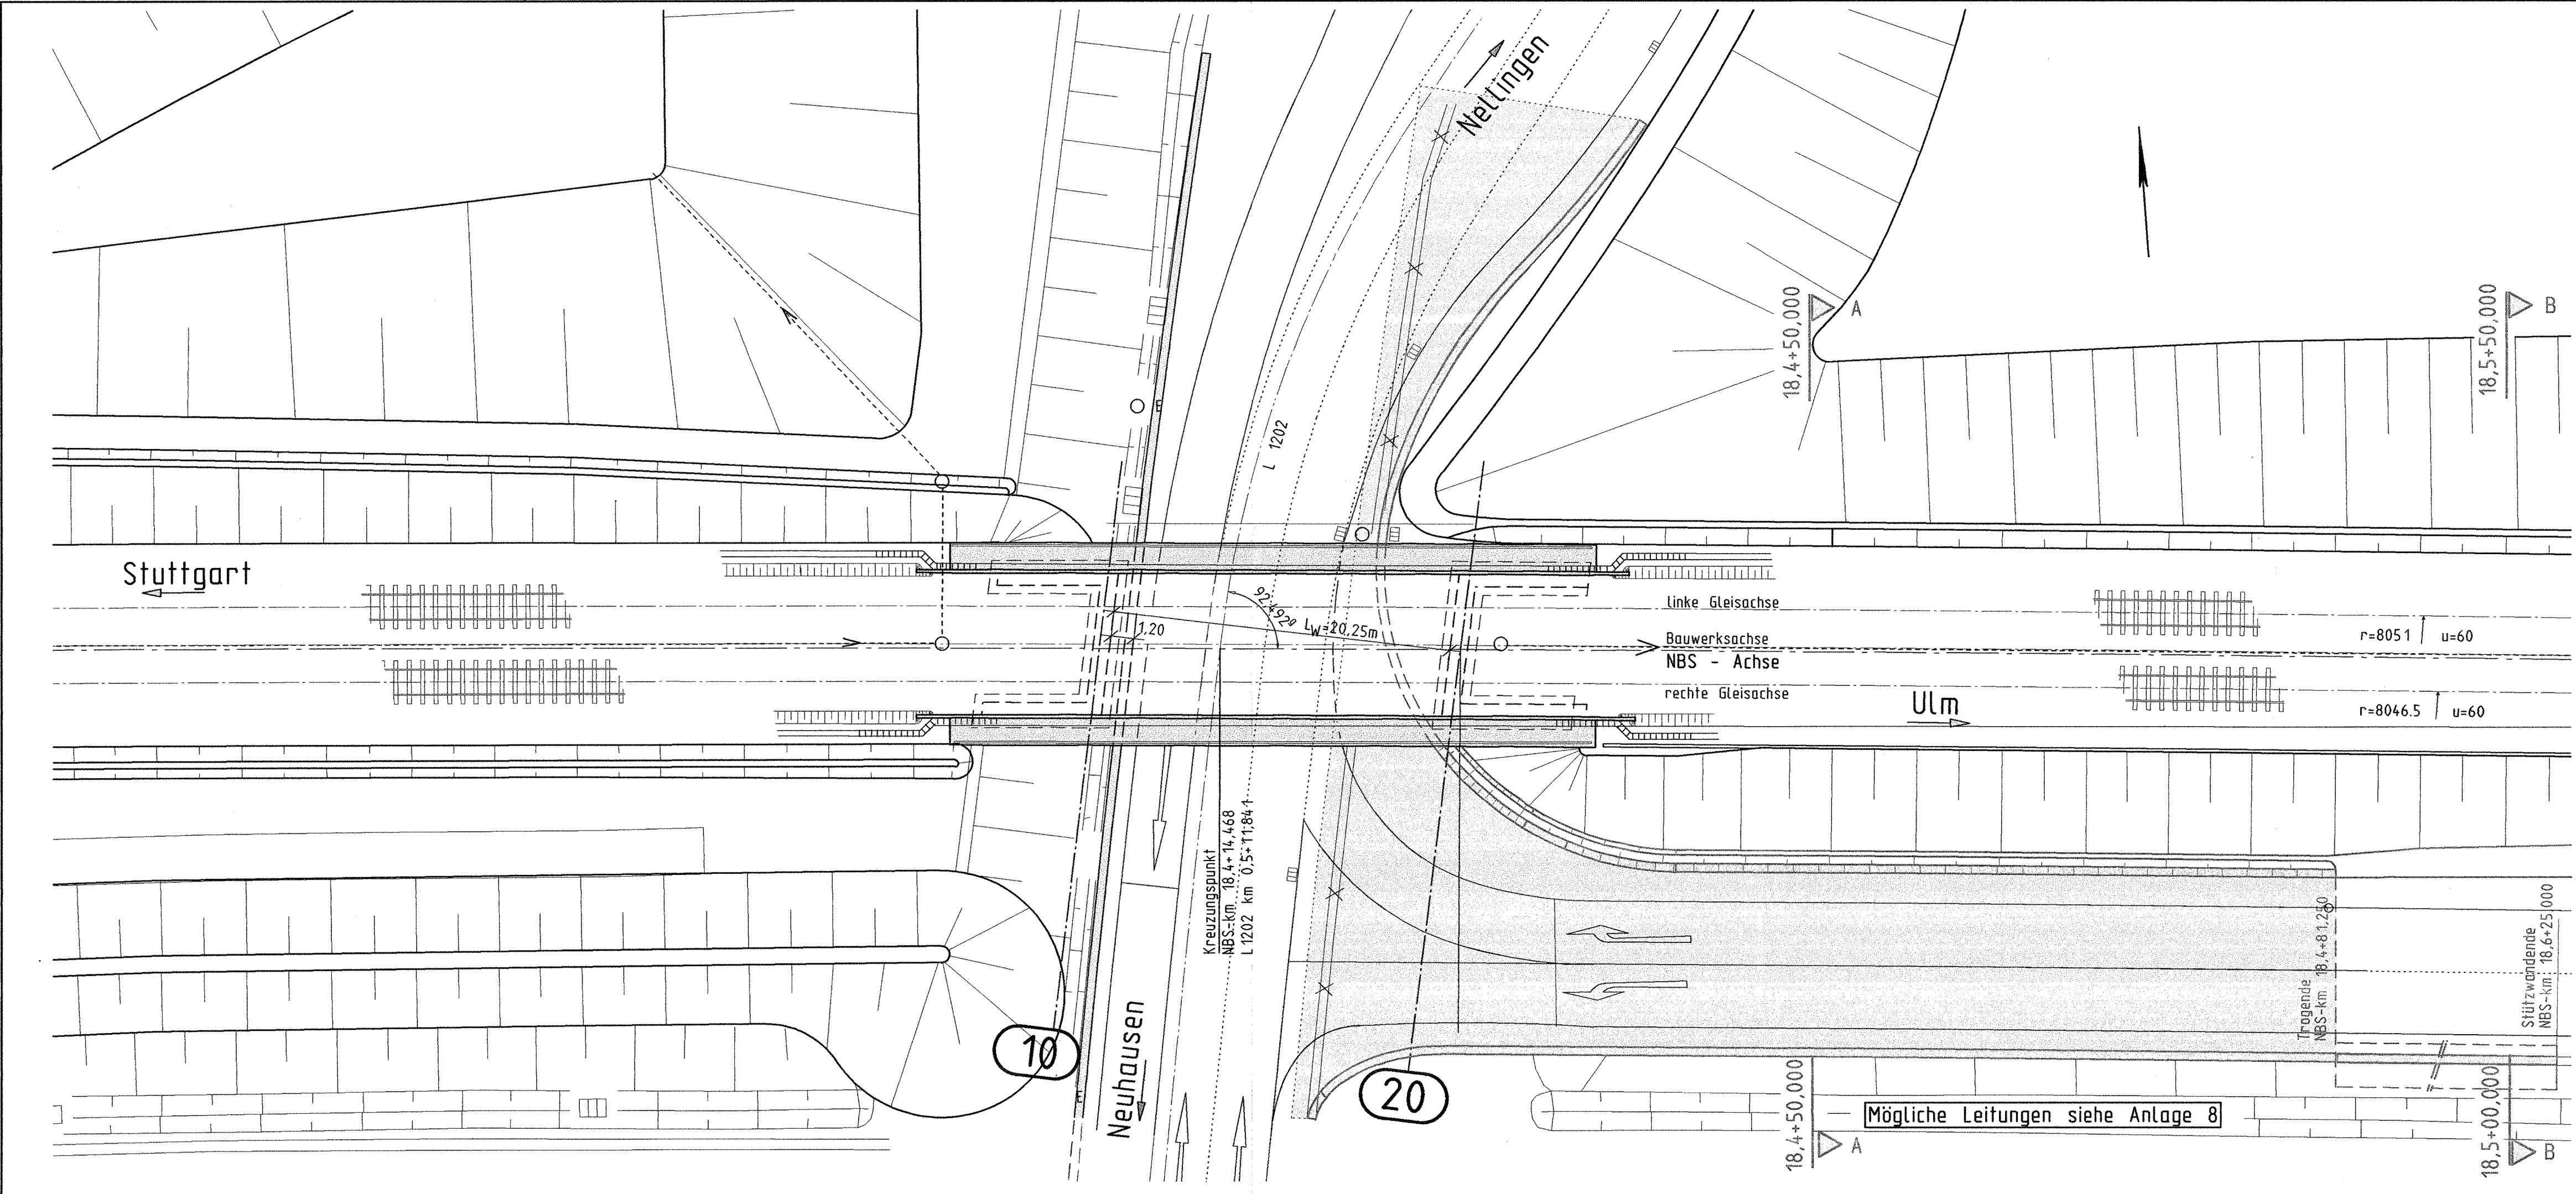 Nellingen
L 1202
18,4+50,000
A
18,5+50,000
B
Stuttgart
92.492g
1,20
LW=20,25m
linke Gleisachse
Bauwerksachse
NBS - Achse
rechte Gleisachse
Ulm
r=8051 u=60
r=8046.5 u=60
Kreuzungspunkt
NBS-km 18,4+14,468
L1202 km 0,5+11.841
Trogende
NBS-km 18,4+81,250
Stützwandende
NBS-km: 18,6+25,000
10
Neuhausen
20
18,4+50,000
A
Mögliche Leitungen siehe Anlage 8
18,5+00,000
B
E
E